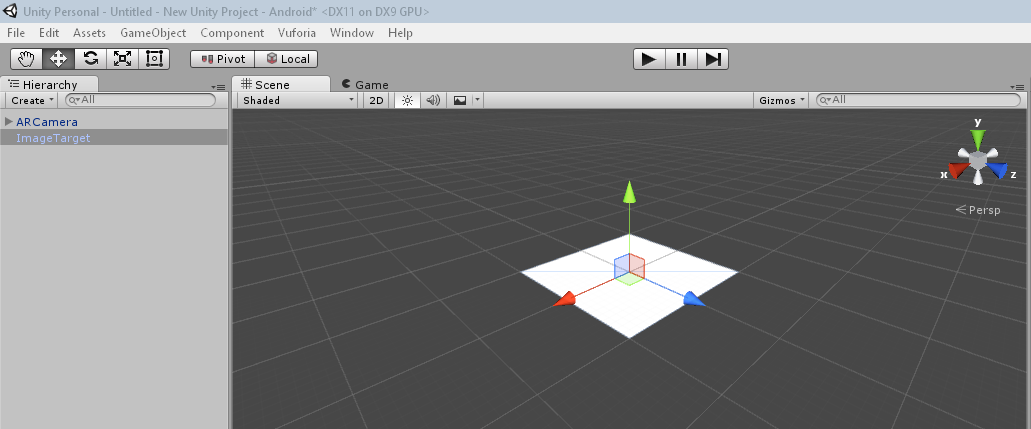 Unity Personal - Untitled - New Unity Project - Android* <DX11 on DX9 GPU>
File Edit Assets GameObject Component Vuforia Window Help
Pivot Local
Hierarchy
Create All
ARCamera
ImageTarget
Scene Game
Shaded 2D Gizmos All
y
x z
Persp